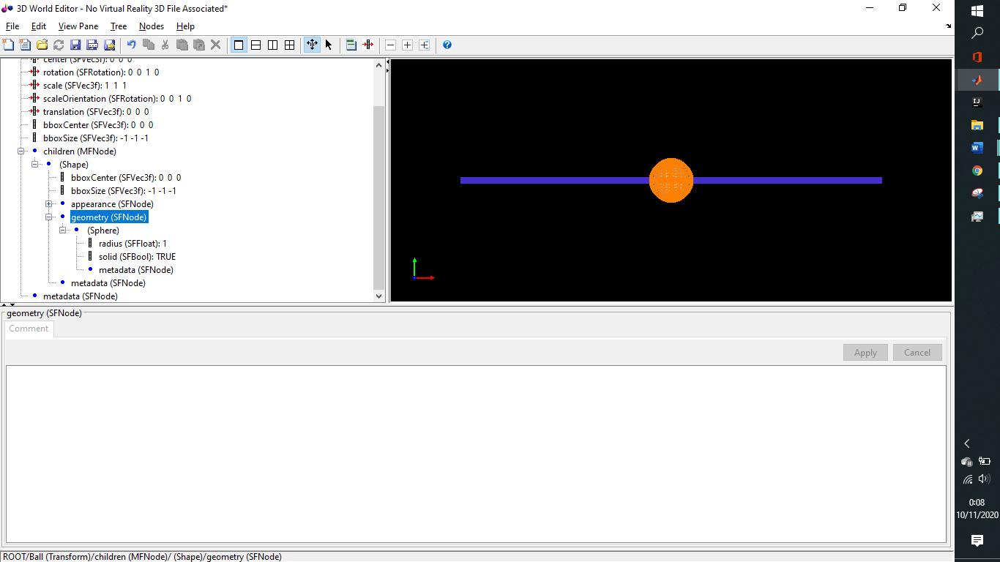 3D World Editor - No Virtual Reality 3D File Associated*
File Edit View Pane Tree Nodes Help
center (SFVec3f): 0 0 0
rotation (SFRotation): 0 0 1 0
scale (SFVec3f): 1 1 1
scaleOrientation (SFRotation): 0 0 1 0
translation (SFVec3f): 0 0 0
bboxCenter (SFVec3f): 0 0 0
bboxSize (SFVec3f): -1 -1 -1
children (MFNode)
(Shape)
bboxCenter (SFVec3f): 0 0 0
bboxSize (SFVec3f): -1 -1 -1
appearance (SFNode)
geometry (SFNode)
(Sphere)
radius (SFFloat): 1
solid (SFBool): TRUE
metadata (SFNode)
metadata (SFNode)
metadata (SFNode)
geometry (SFNode)
Comment
Apply Cancel
ROOT/Ball (Transform)/children (MFNode)/ (Shape)/geometry (SFNode)
IJ
W
0:08
10/11/2020